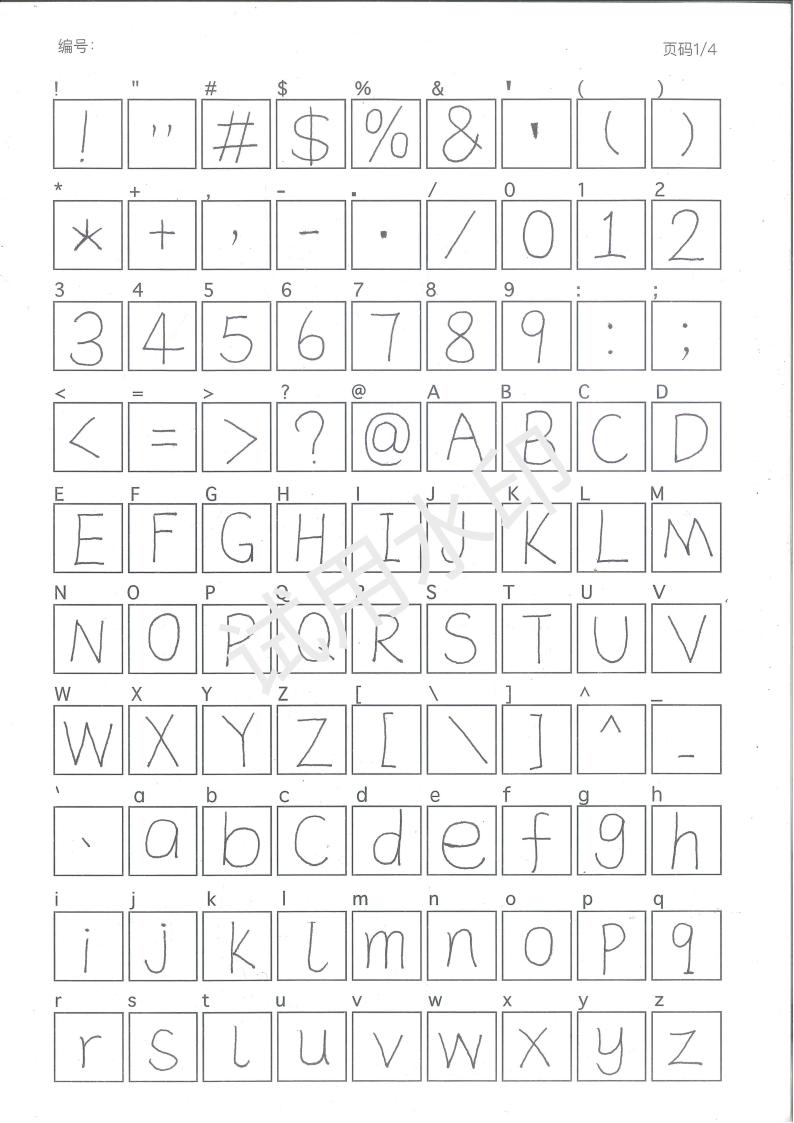 编号：
页码1/4
! " # $ % & ' ( )
! " # $ % & ' ( )
* + , - . / 0 1 2
* + , - . / 0 1 2
3 4 5 6 7 8 9 : ;
3 4 5 6 7 8 9 : ;
< = > ? @ A B C D
< = > ? @ A B C D
E F G H I J K L M
E F G H I J K L M
N O P Q R S T U V
N O P Q R S T U V
W X Y Z [ \ ] ^ _
W X Y Z [ \ ] ^ _
` a b c d e f g h
` a b c d e f g h
i j k l m n o p q
i j k l m n o p q
r s t u v w x y z
r s l u v w x y z
试用水印